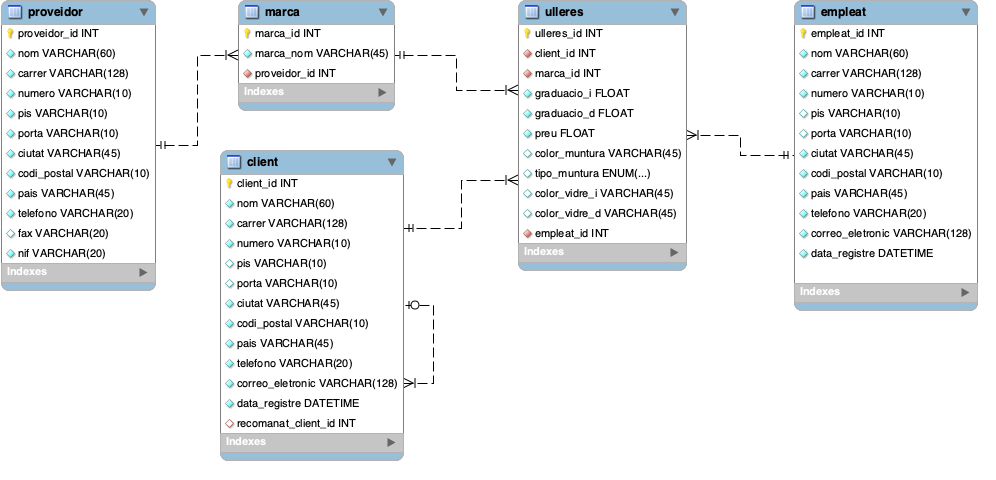 proveidor
proveidor_id INT
nom VARCHAR(60)
carrer VARCHAR(128)
numero VARCHAR(10)
pis VARCHAR(10)
porta VARCHAR(10)
ciutat VARCHAR(45)
codi_postal VARCHAR(10)
pais VARCHAR(45)
telefono VARCHAR(20)
fax VARCHAR(20)
nif VARCHAR(20)
Indexes
marca
marca_id INT
marca_nom VARCHAR(45)
proveidor_id INT
Indexes
client
client_id INT
nom VARCHAR(60)
carrer VARCHAR(128)
numero VARCHAR(10)
pis VARCHAR(10)
porta VARCHAR(10)
ciutat VARCHAR(45)
codi_postal VARCHAR(10)
pais VARCHAR(45)
telefono VARCHAR(20)
correo_eletronic VARCHAR(128)
data_registre DATETIME
recomanat_client_id INT
Indexes
ulleres
ulleres_id INT
client_id INT
marca_id INT
graduacio_i FLOAT
graduacio_d FLOAT
preu FLOAT
color_muntura VARCHAR(45)
tipo_muntura ENUM(...)
color_vidre_i VARCHAR(45)
color_vidre_d VARCHAR(45)
empleat_id INT
Indexes
empleat
empleat_id INT
nom VARCHAR(60)
carrer VARCHAR(128)
numero VARCHAR(10)
pis VARCHAR(10)
porta VARCHAR(10)
ciutat VARCHAR(45)
codi_postal VARCHAR(10)
pais VARCHAR(45)
telefono VARCHAR(20)
correo_eletronic VARCHAR(128)
data_registre DATETIME
Indexes